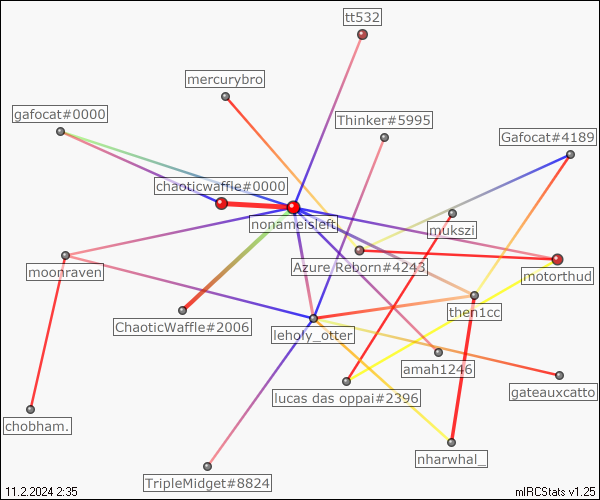 tt532
mercurybro
gafocat#0000
Thinker#5995
Gafocat#4189
chaoticwaffle#0000
nonameisleft
mukszi
Azure Reborn#4243
motorthud
moonraven
then1cc
ChaoticWaffle#2006
leholy_otter
amah1246
gateauxcatto
lucas das oppai#2396
chobham.
nharwhal_
TripleMidget#8824
11.2.2024 2:35
mIRCStats v1.25